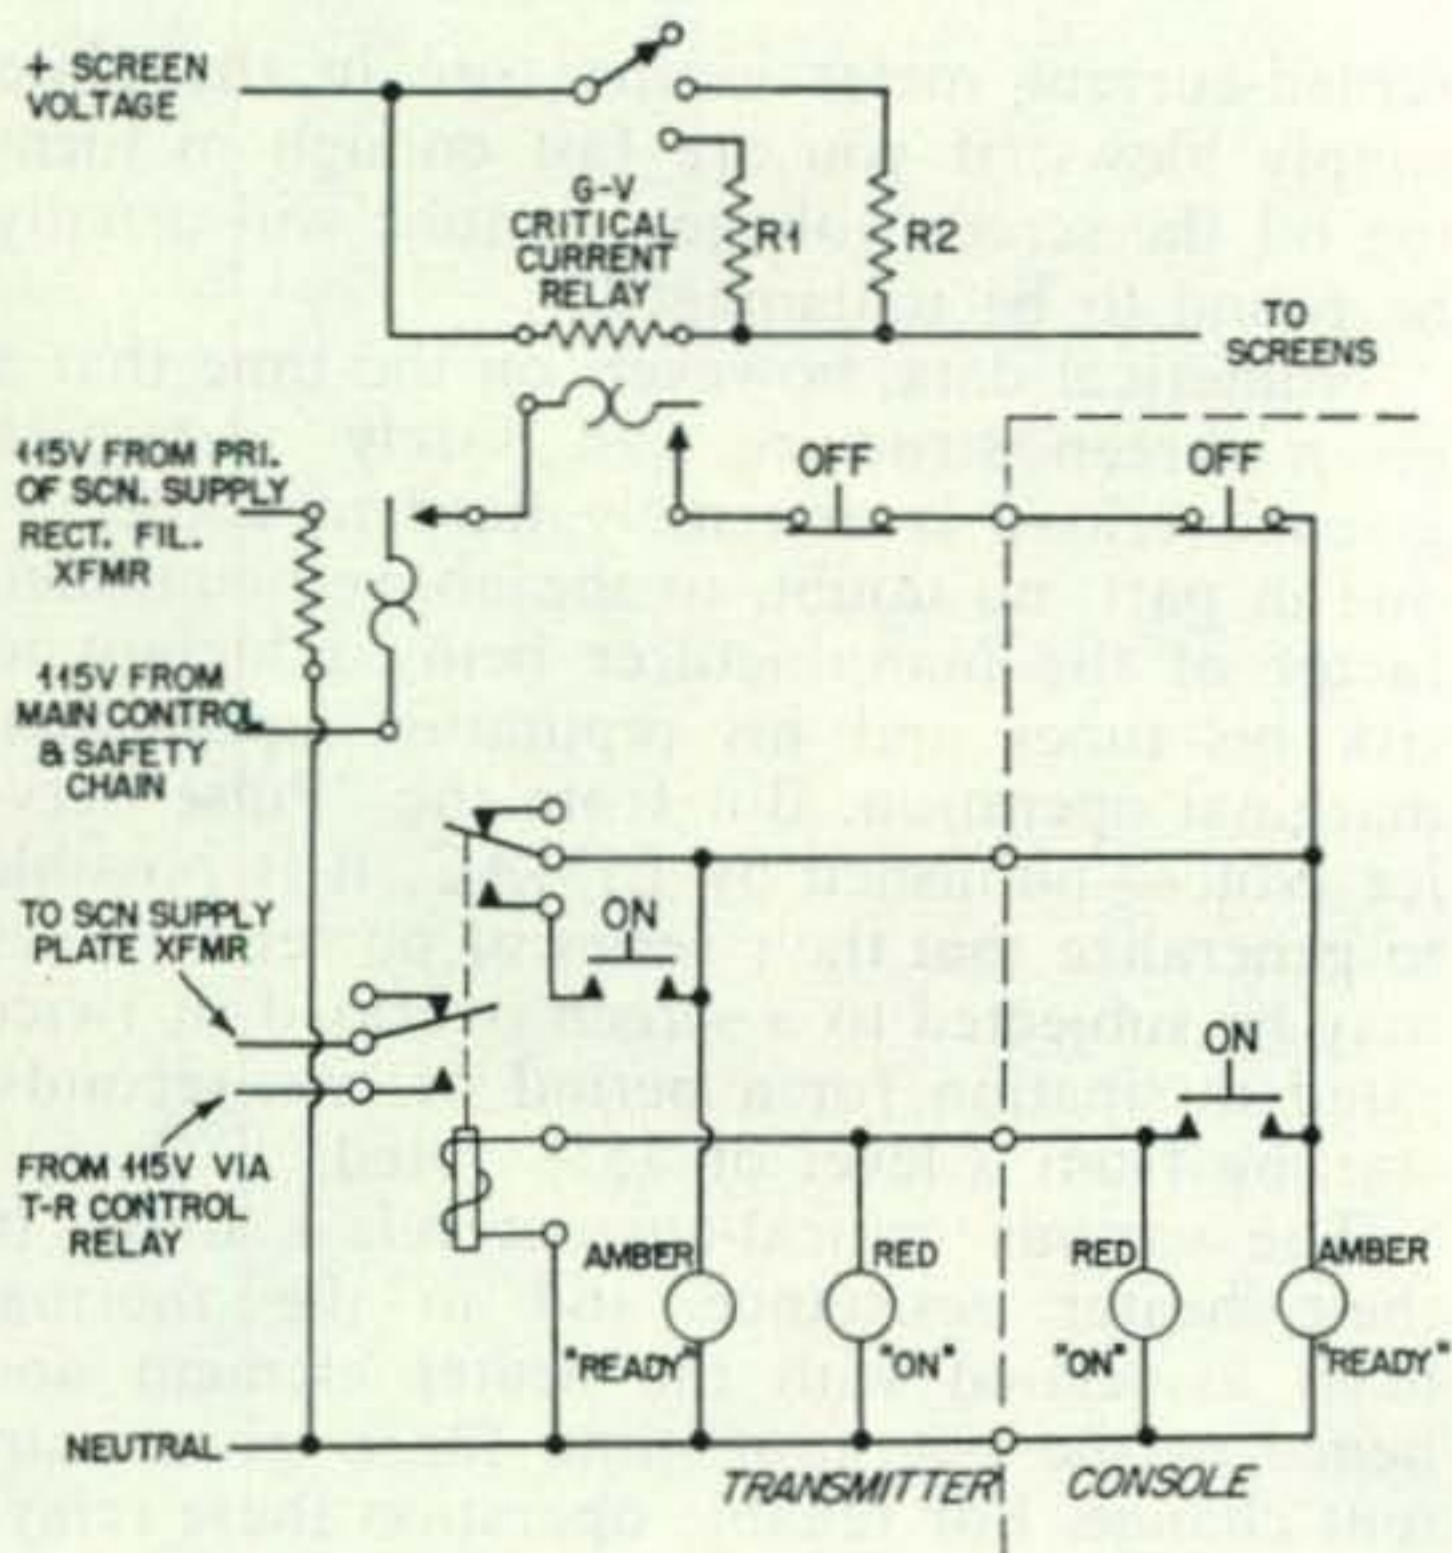 + SCREEN
VOLTAGE
G-V
CRITICAL
CURRENT
RELAY
R1
R2
TO
SCREENS
115V FROM PRI.
OF SCN. SUPPLY
RECT. FIL.
XFMR
OFF
OFF
115V FROM
MAIN CONTROL
& SAFETY
CHAIN
TO SCN SUPPLY
PLATE XFMR
ON
ON
FROM 115V VIA
T-R CONTROL
RELAY
AMBER
"READY"
RED
"ON"
RED
"ON"
AMBER
"READY"
NEUTRAL
TRANSMITTER
CONSOLE